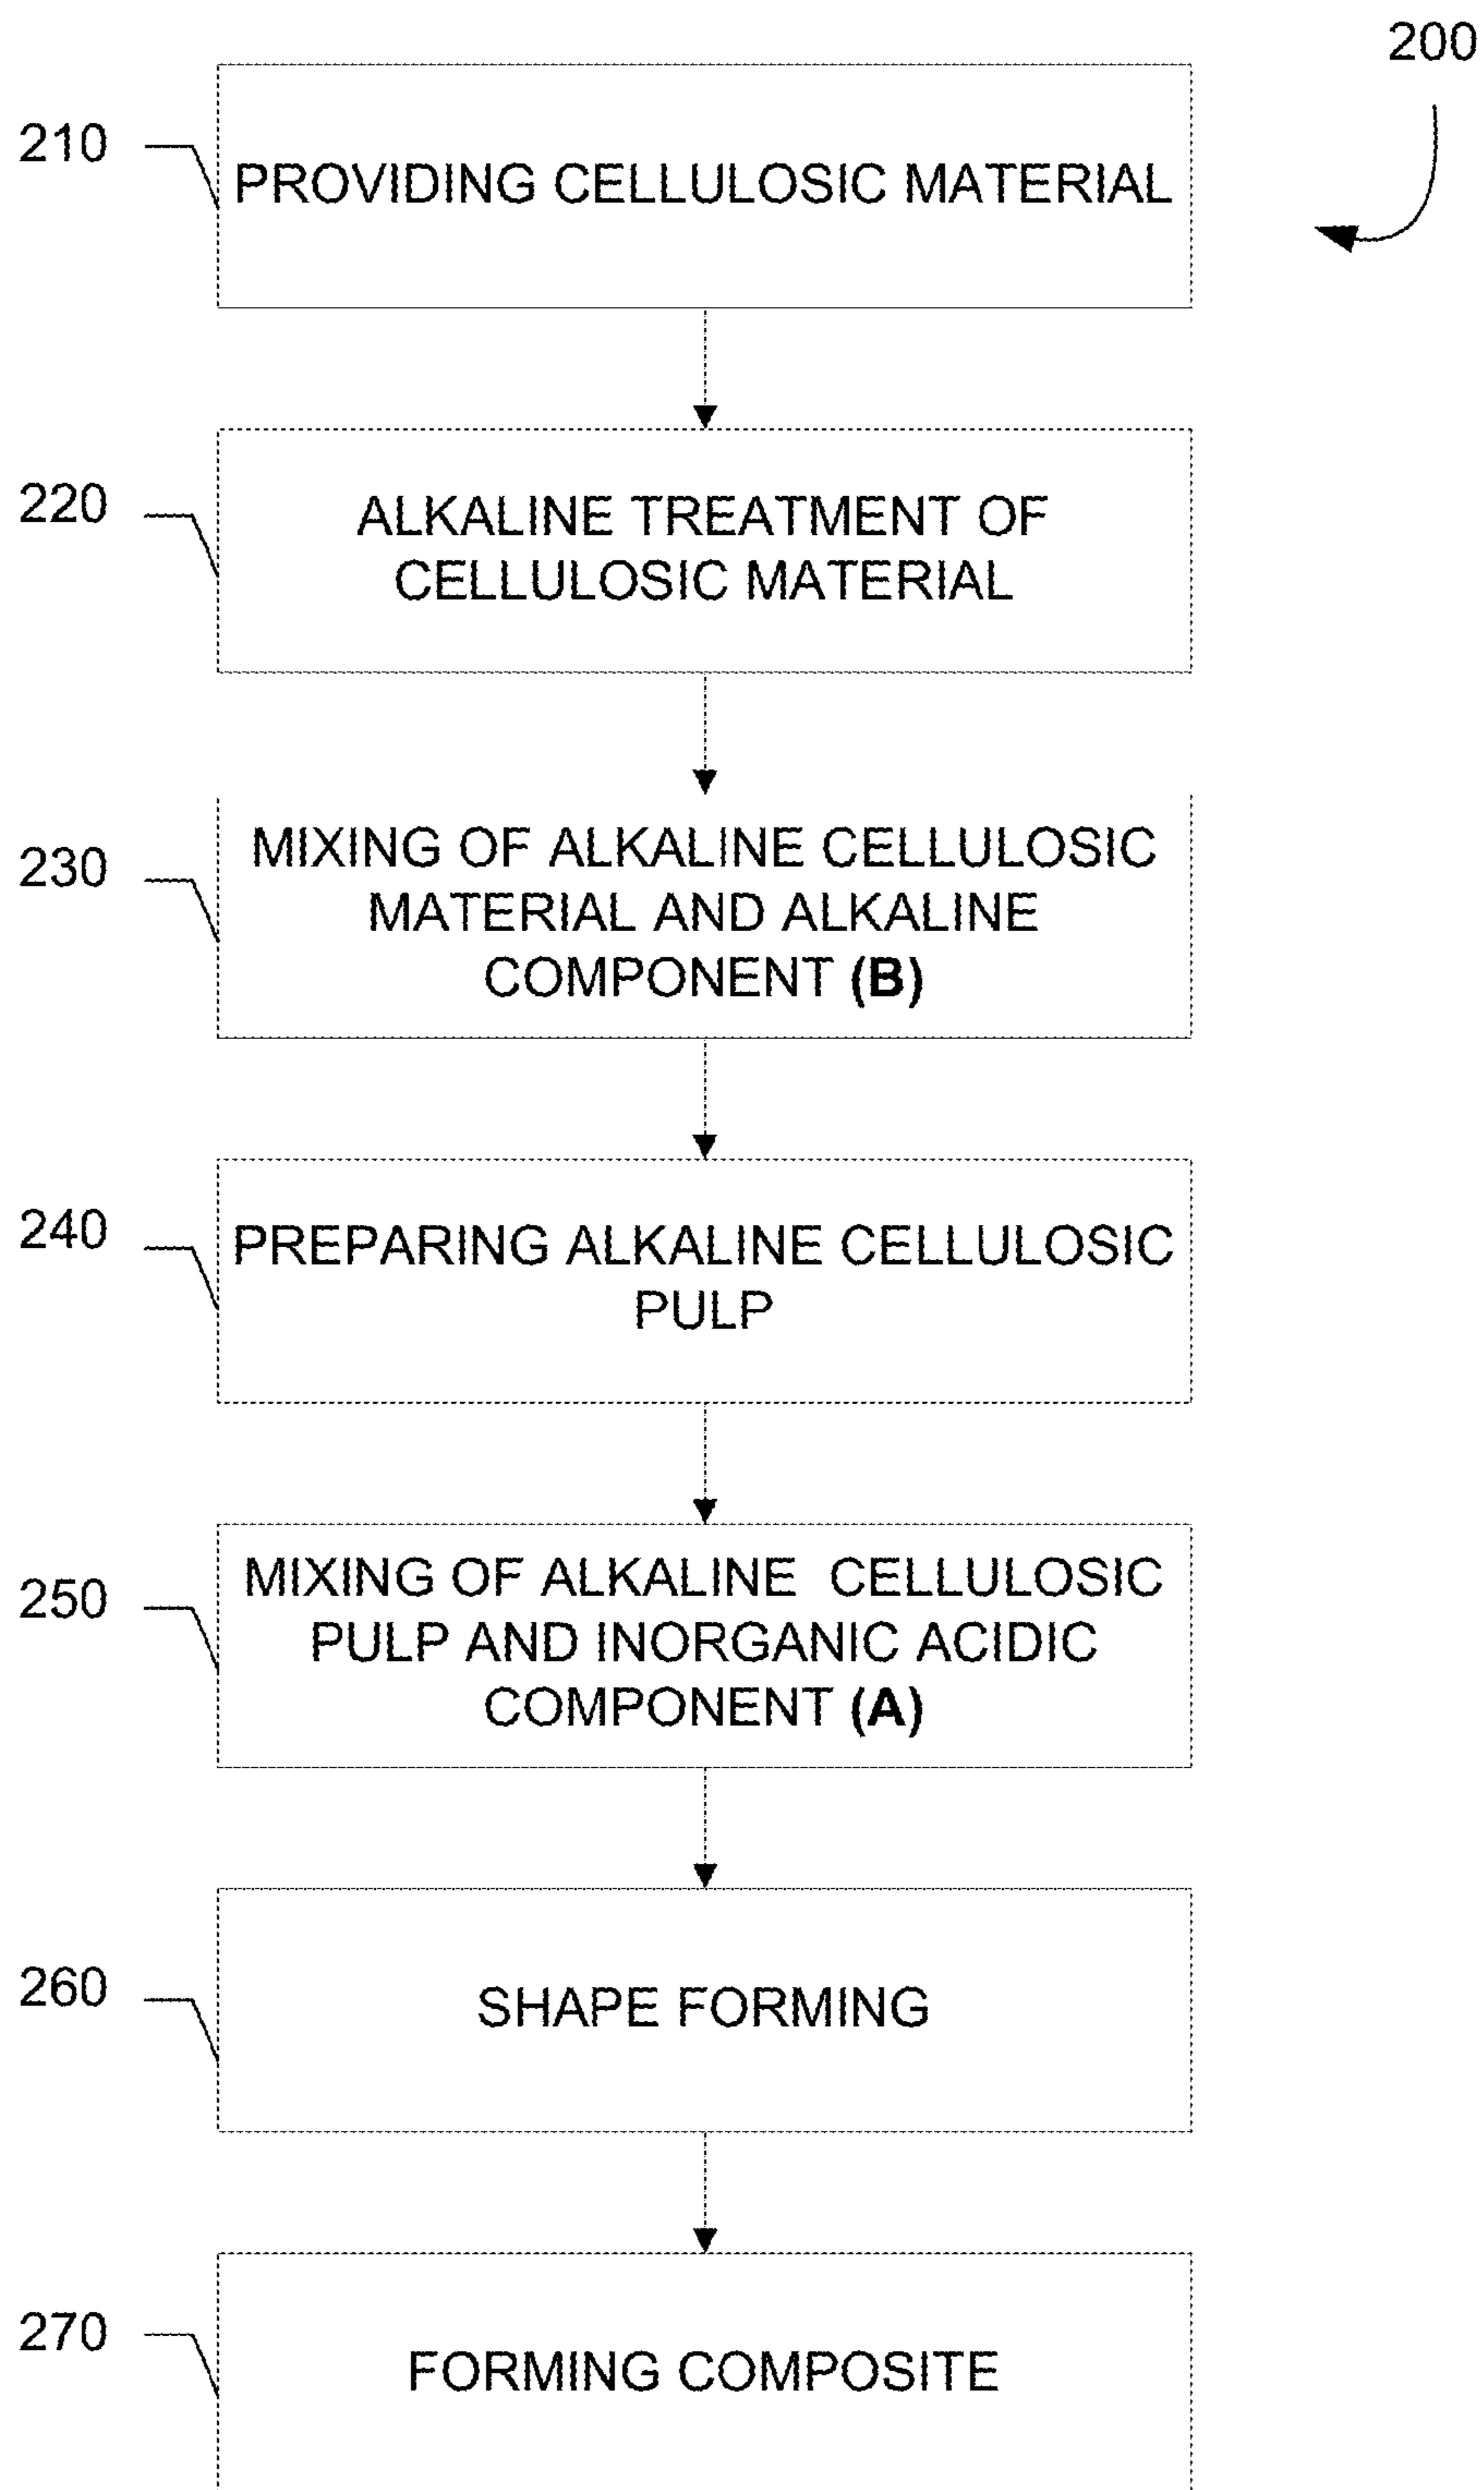 200
210
PROVIDING CELLULOSIC MATERIAL
220
ALKALINE TREATMENT OF
CELLULOSIC MATERIAL
230
MIXING OF ALKALINE CELLULOSIC
MATERIAL AND ALKALINE
COMPONENT (B)
240
PREPARING ALKALINE CELLULOSIC
PULP
250
MIXING OF ALKALINE CELLULOSIC
PULP AND INORGANIC ACIDIC
COMPONENT (A)
260
SHAPE FORMING
270
FORMING COMPOSITE